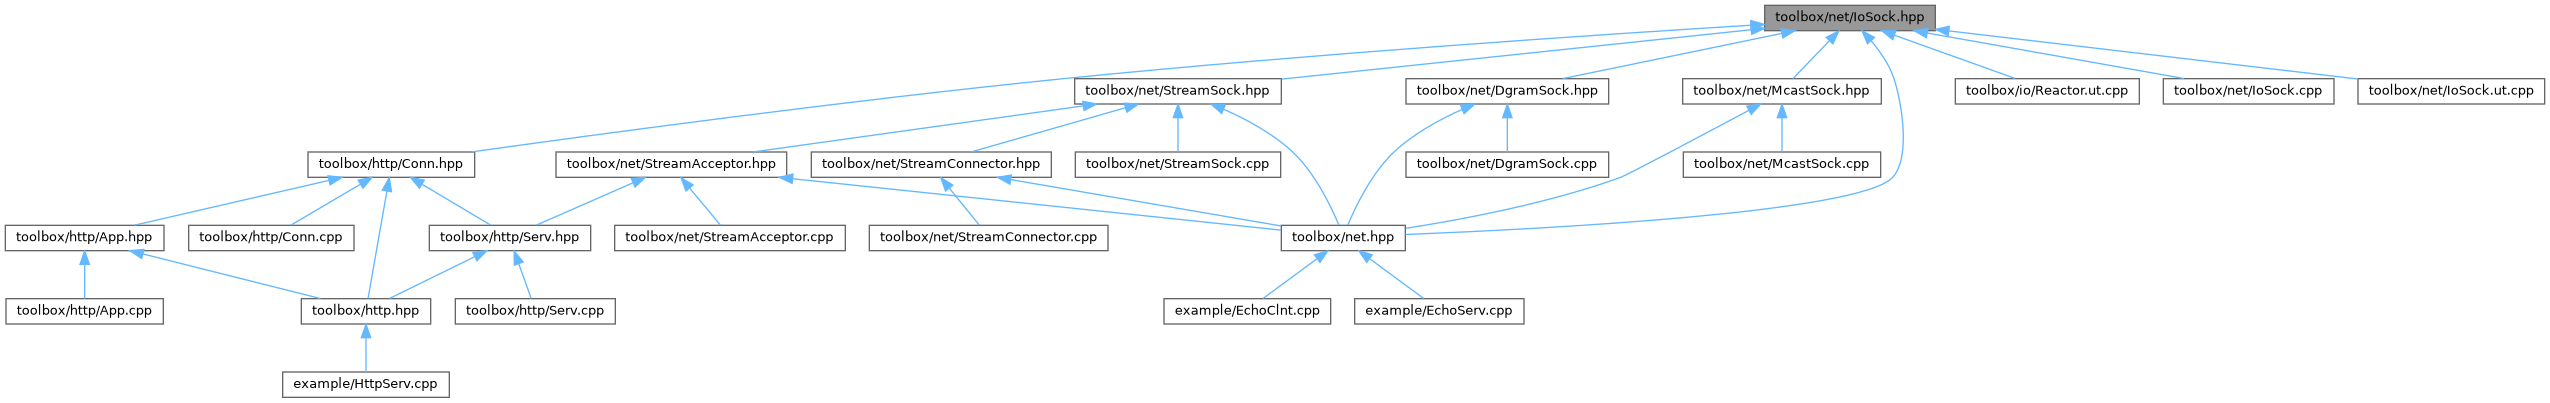 toolbox/net/IoSock.hpp
toolbox/net/StreamSock.hpp
toolbox/net/DgramSock.hpp
toolbox/net/McastSock.hpp
toolbox/io/Reactor.ut.cpp
toolbox/net/IoSock.cpp
toolbox/net/IoSock.ut.cpp
toolbox/http/Conn.hpp
toolbox/net/StreamAcceptor.hpp
toolbox/net/StreamConnector.hpp
toolbox/net/StreamSock.cpp
toolbox/net/DgramSock.cpp
toolbox/net/McastSock.cpp
toolbox/http/App.hpp
toolbox/http/Conn.cpp
toolbox/http/Serv.hpp
toolbox/net/StreamAcceptor.cpp
toolbox/net/StreamConnector.cpp
toolbox/net.hpp
toolbox/http/App.cpp
toolbox/http.hpp
toolbox/http/Serv.cpp
example/EchoClnt.cpp
example/EchoServ.cpp
example/HttpServ.cpp